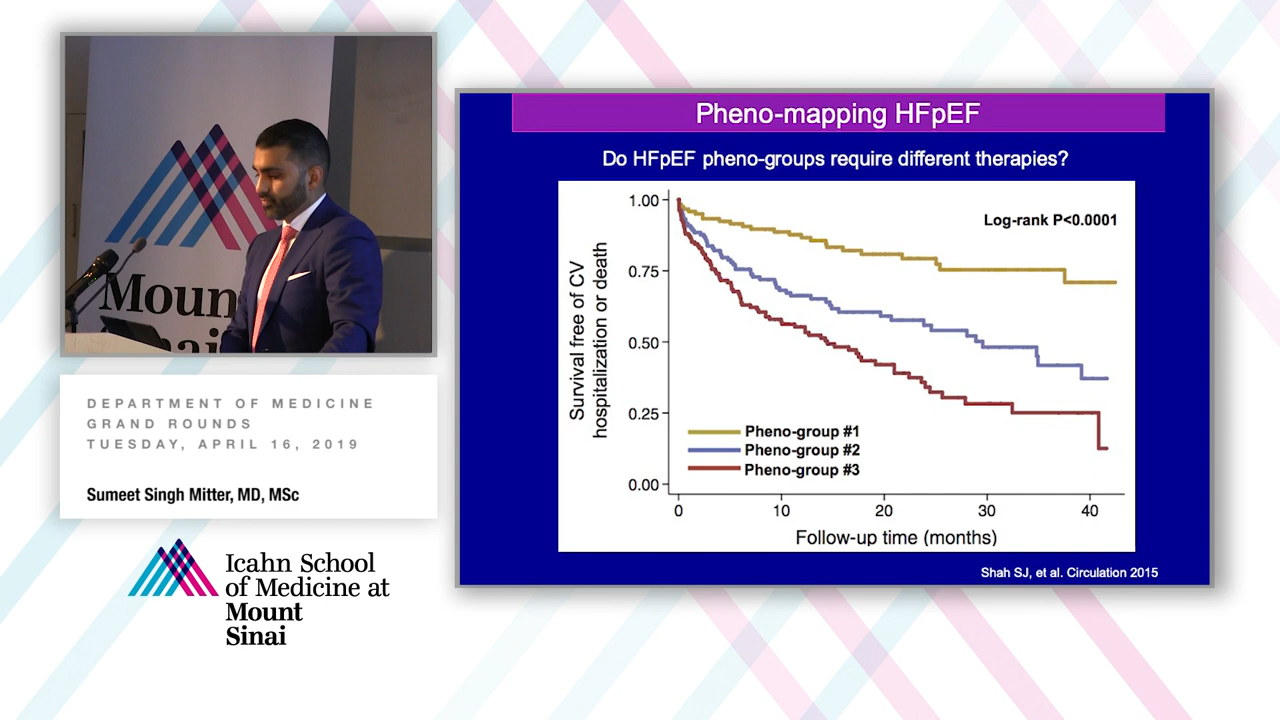 Moun
Sinai
DEPARTMENT OF MEDICINE
GRAND ROUNDS
TUESDAY, APRIL 16, 2019
Sumeet Singh Mitter, MD, MSc
Icahn School
of Medicine at
Mount
Sinai
Pheno-mapping HFpEF
Do HFpEF pheno-groups require different therapies?
Survival free of CV
hospitalization or death
1.00
0.75
0.50
0.25
0.00
Log-rank P<0.0001
Pheno-group #1
Pheno-group #2
Pheno-group #3
0 10 20 30 40
Follow-up time (months)
Shah SJ, et al. Circulation 2015